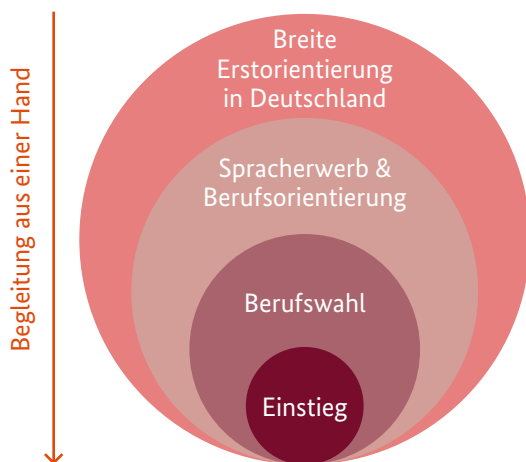 Begleitung aus einer Hand
Breite
Erstorientierung
in Deutschland
Spracherwerb &
Berufsorientierung
Berufswahl
Einstieg